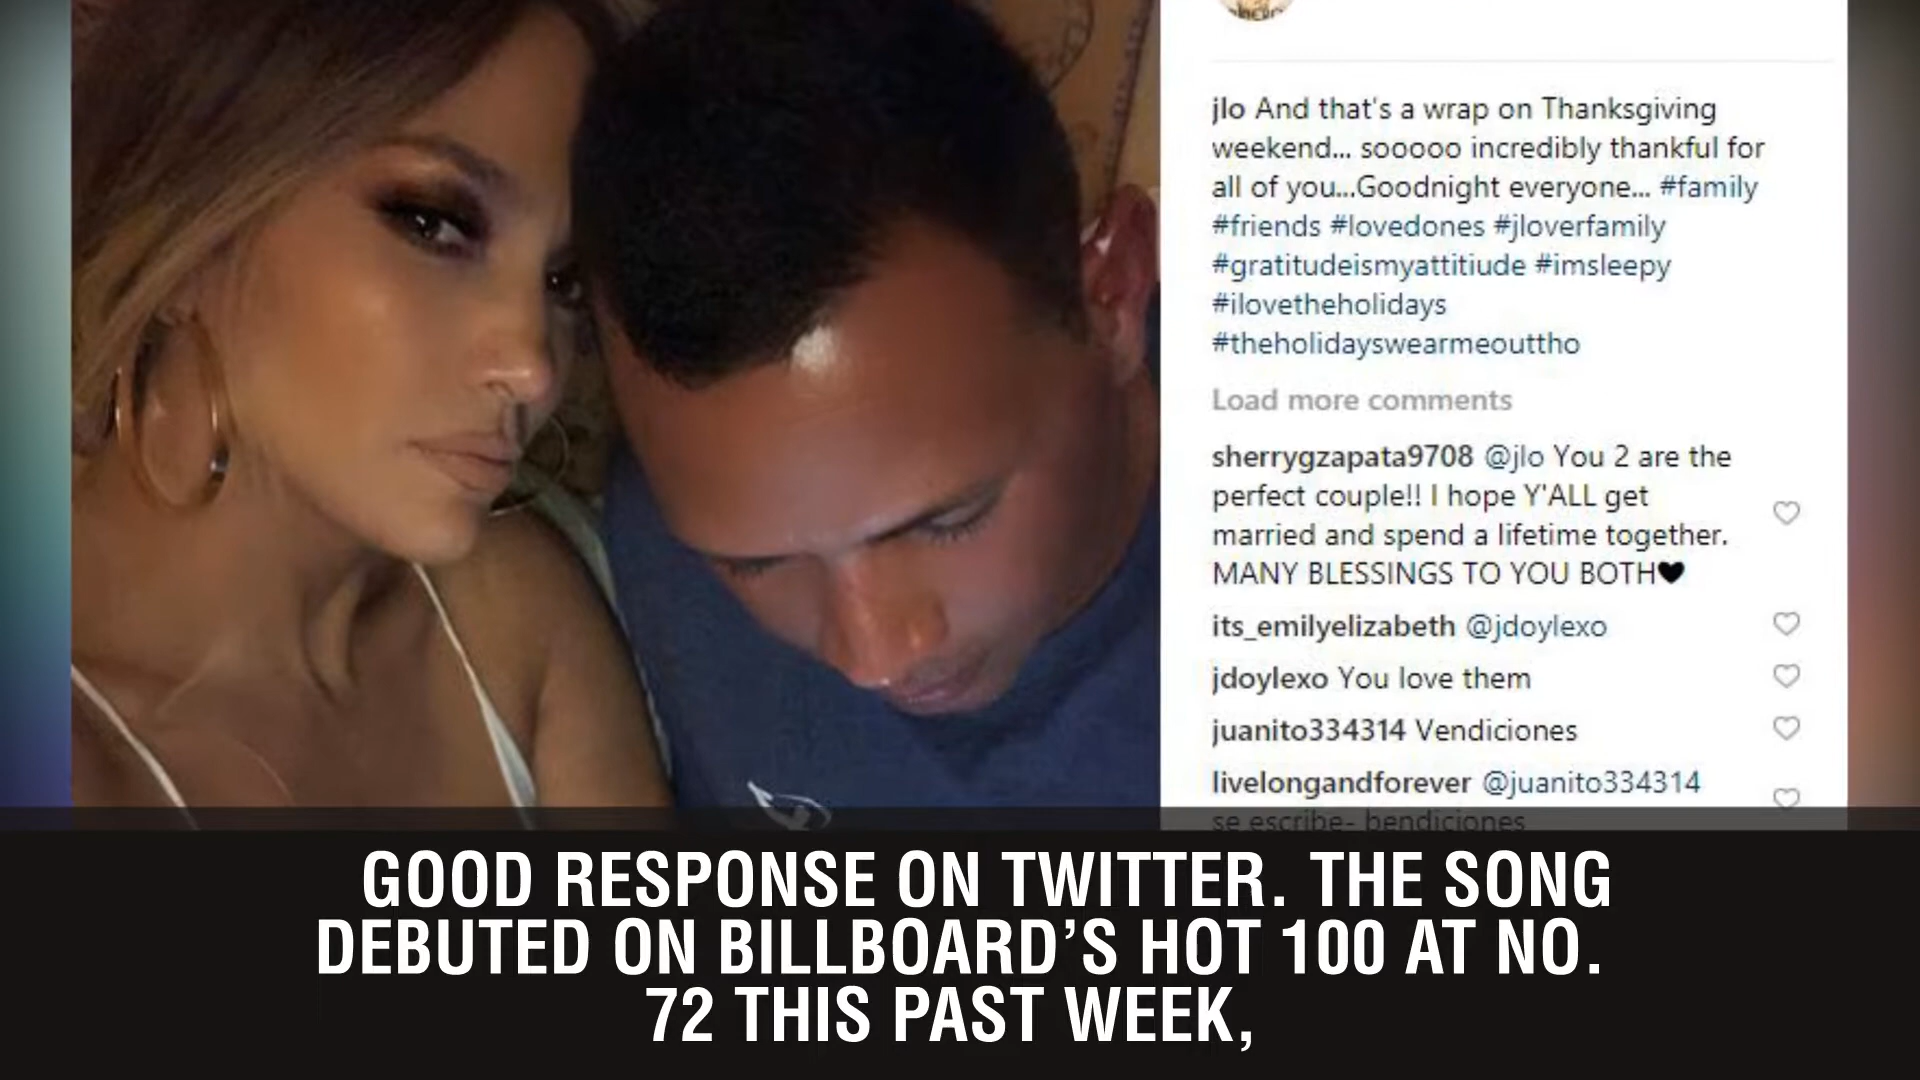 jlo And that's a wrap on Thanksgiving
weekend... sooooo incredibly thankful for
all of you...Goodnight everyone... #family
#friends #lovedones #jloverfamily
#gratitudeismyattitiude #imsleepy
#ilovetheholidays
#theholidayswearmeouttho
Load more comments
sherrygzapata9708 @jlo You 2 are the
perfect couple!! I hope Y'ALL get
married and spend a lifetime together.
MANY BLESSINGS TO YOU BOTH🖤
its_emilyelizabeth @jdoylexo
jdoylexo You love them
juanito334314 Vendiciones
livelongandforever @juanito334314
se escribe- bendiciones
GOOD RESPONSE ON TWITTER. THE SONG
DEBUTED ON BILLBOARD’S HOT 100 AT NO.
72 THIS PAST WEEK,